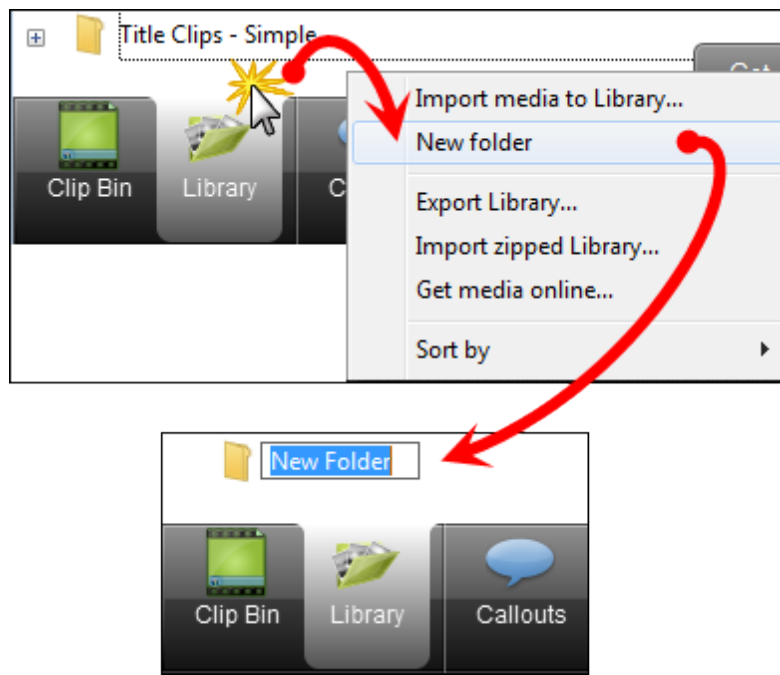 Title Clips - Simple
Import media to Library...
New folder
Clip Bin
Library
C
Export Library...
Import zipped Library...
Get media online...
Sort by
New Folder
Clip Bin
Library
Callouts